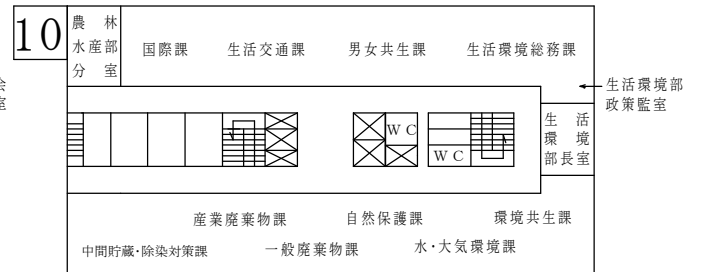 10
農林
水産部
分室
国際課 生活交通課 男女共生課 生活環境総務課
会
室
生活環境部
政策監室
生活
環境
部長室
WC
WC
産業廃棄物課 自然保護課 環境共生課
中間貯蔵・除染対策課 一般廃棄物課 水・大気環境課